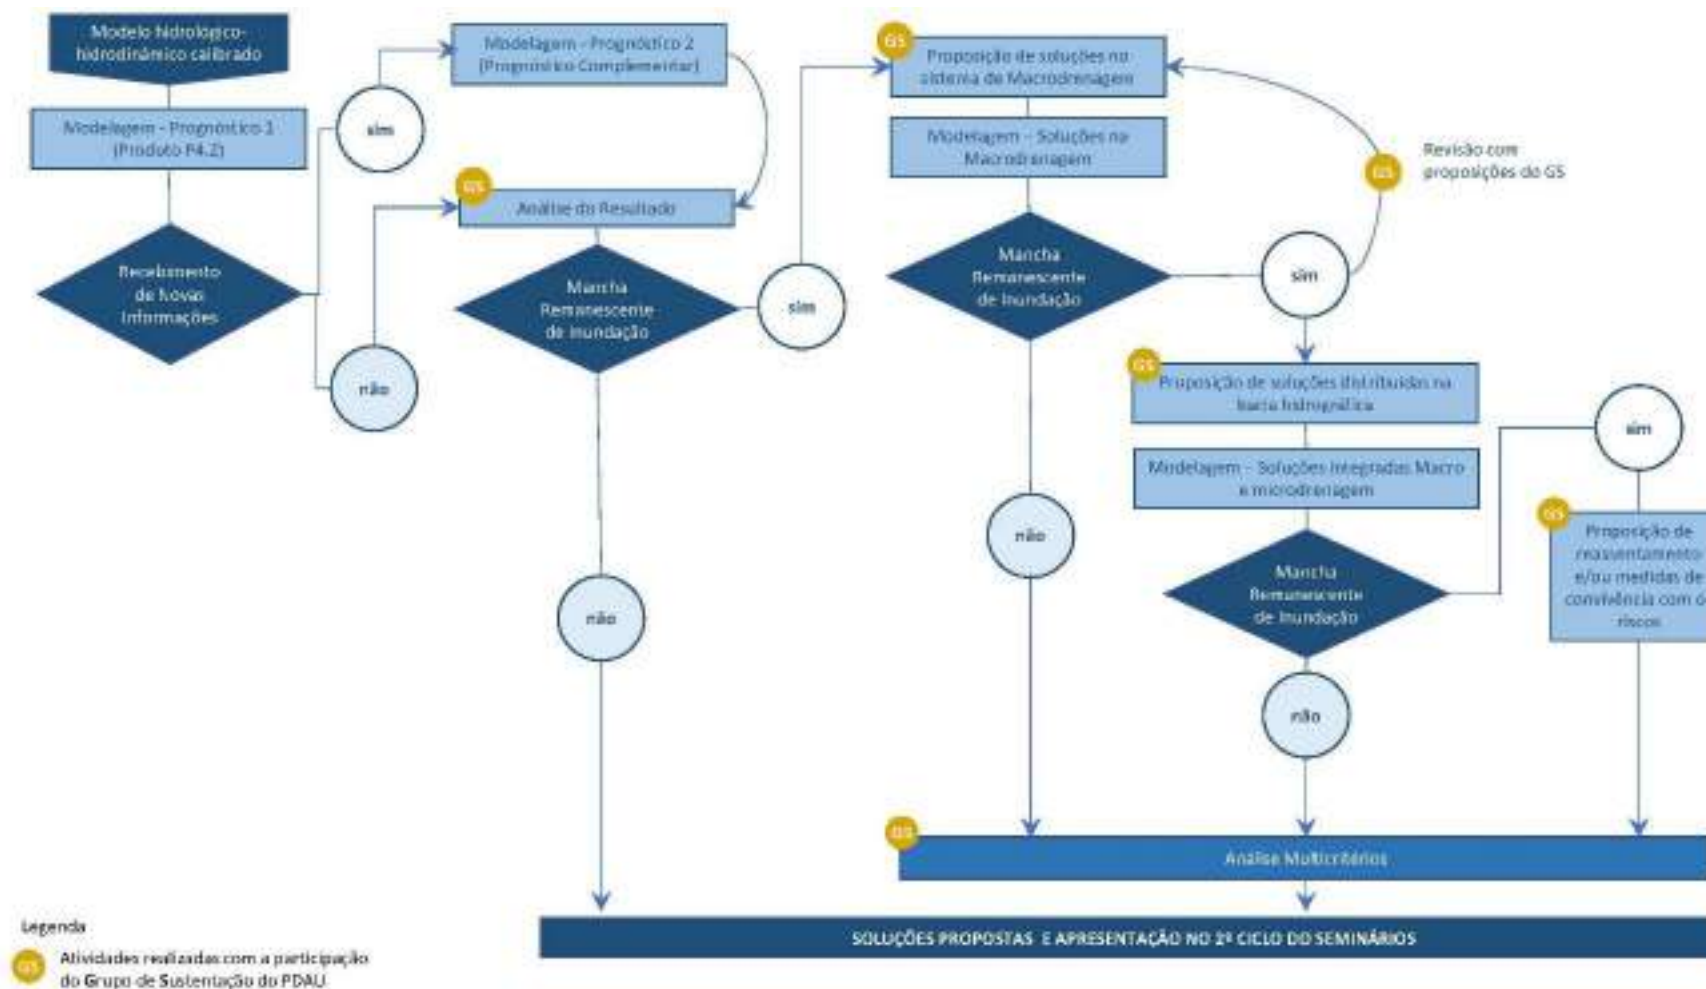 Modelo hidrológico-
hidrodinâmico calibrado
Modelagem - Prognóstico 1
(Produto P4.2)
Recebimento
de Novas
Informações
sim
não
Modelagem - Prognóstico 2
(Prognóstico Complementar)
GS
Análise do Resultado
Mancha
Remanescente
de Inundação
sim
não
GS
Proposição de soluções no
sistema de Macrodrenagem
Modelagem - Soluções na
Macrodrenagem
Mancha
Remanescente
de Inundação
sim
não
GS
Revisão com
proposições do GS
GS
Proposição de soluções distribuidas na
bacia hidrográfica
Modelagem - Soluções Integradas Macro
e microdrenagem
Mancha
Remanescente
de Inundação
sim
não
GS
Proposição de
reassentamento
e/ou medidas de
convivência com
riscos
GS
Análise Multicritérios
SOLUÇÕES PROPOSTAS E APRESENTAÇÃO NO 2º CICLO DO SEMINÁRIOS
Legenda
GS
Atividades realizadas com a participação
do Grupo de Sustentação do PDAU